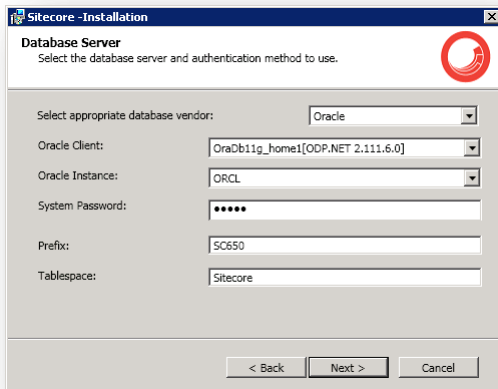 Sitecore -Installation
Database Server
Select the database server and authentication method to use.
Select appropriate database vendor: Oracle
Oracle Client: OraDb11g_home1[ODP.NET 2.111.6.0]
Oracle Instance: ORCL
System Password: •••••
Prefix: SC650
Tablespace: Sitecore
< Back Next > Cancel